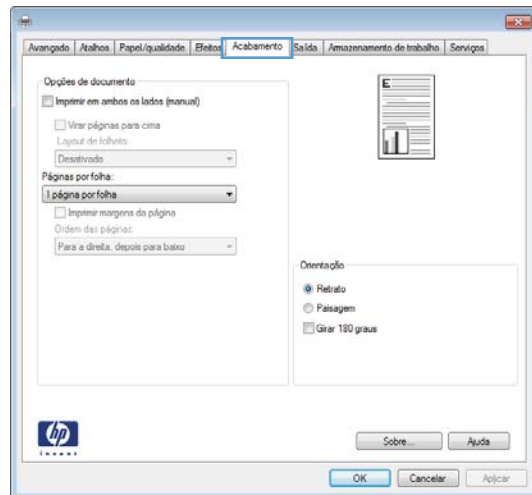 Avançado Atalhos Papel/qualidade Efeitos Acabamento Saída Armazenamento de trabalho Serviços
Opções de documento
Imprimir em ambos os lados (manual)
Virar páginas para cima
Layout de folheto:
Desativado
Páginas por folha:
1 página por folha
Imprimir margens da página
Ordem das páginas:
Para a direita, depois para baixo
E
Orientação
Retrato
Paisagem
Girar 180 graus
hp
invent
Sobre... Ajuda
OK Cancelar Aplicar